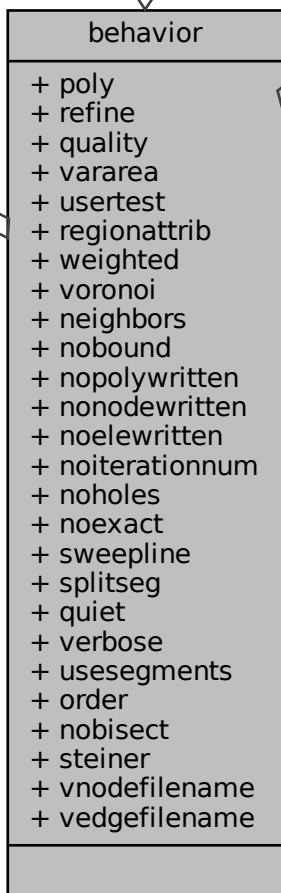 behavior
+ poly
+ refine
+ quality
+ vararea
+ usertest
+ regionattrib
+ weighted
+ voronoi
+ neighbors
+ nobound
+ nopolywritten
+ nonodewritten
+ noelewritten
+ noiterationnum
+ noholes
+ noexact
+ sweepline
+ splitseg
+ quiet
+ verbose
+ usesegments
+ order
+ nobisect
+ steiner
+ vnodefilename
+ vedgefilename